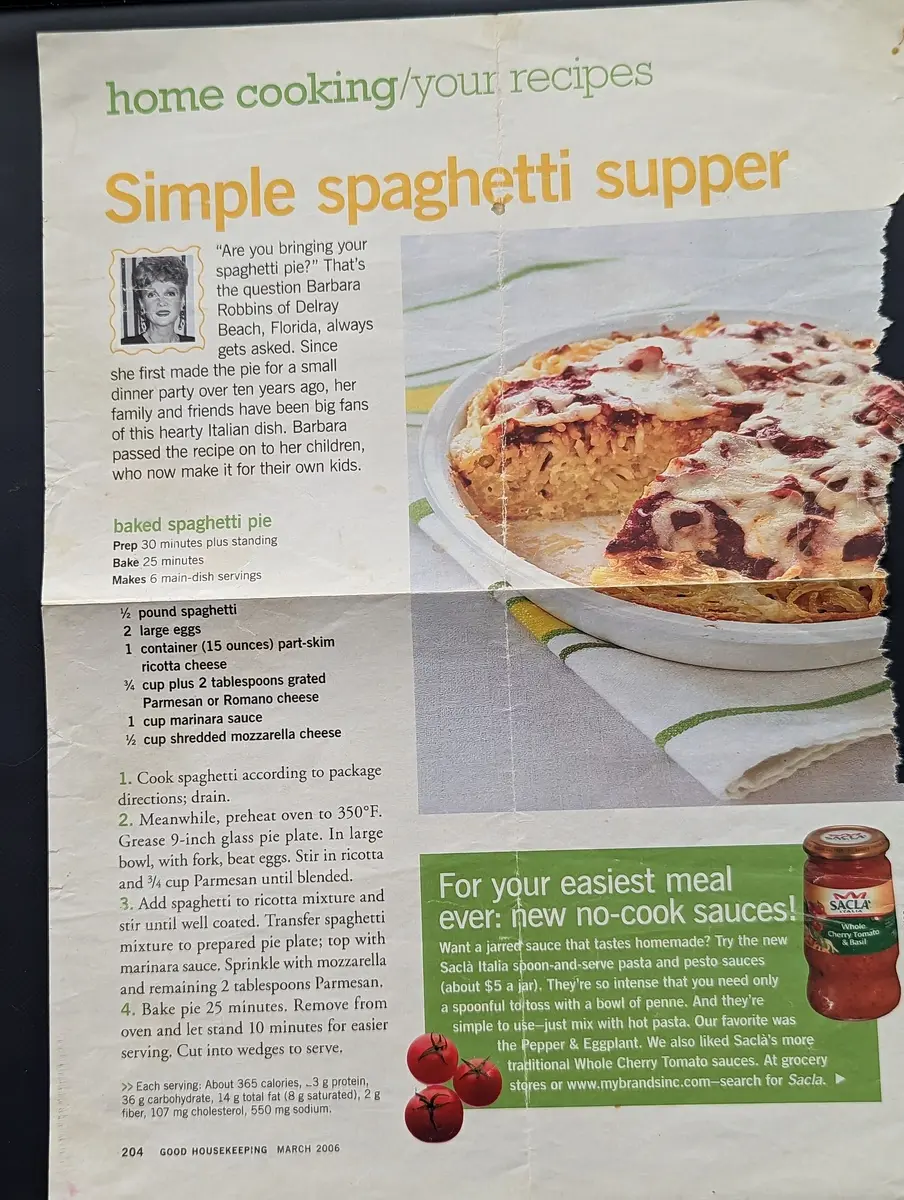 home cooking/your recipes
Simple spaghetti supper
“Are you bringing your
spaghetti pie?” That’s
the question Barbara
Robbins of Delray
Beach, Florida, always
gets asked. Since
she first made the pie for a small
dinner party over ten years ago, her
family and friends have been big fans
of this hearty Italian dish. Barbara
passed the recipe on to her children,
who now make it for their own kids.
baked spaghetti pie
Prep 30 minutes plus standing
Bake 25 minutes
Makes 6 main-dish servings
½ pound spaghetti
2 large eggs
1 container (15 ounces) part-skim
ricotta cheese
¾ cup plus 2 tablespoons grated
Parmesan or Romano cheese
1 cup marinara sauce
½ cup shredded mozzarella cheese
1. Cook spaghetti according to package
directions; drain.
2. Meanwhile, preheat oven to 350°F.
Grease 9-inch glass pie plate. In large
bowl, with fork, beat eggs. Stir in ricotta
and ¾ cup Parmesan until blended.
3. Add spaghetti to ricotta mixture and
stir until well coated. Transfer spaghetti
mixture to prepared pie plate; top with
marinara sauce. Sprinkle with mozzarella
and remaining 2 tablespoons Parmesan.
4. Bake pie 25 minutes. Remove from
oven and let stand 10 minutes for easier
serving. Cut into wedges to serve.
>> Each serving: About 365 calories, g protein,
36 g carbohydrate, 14 g total fat (8 g saturated), 2 g
fiber, 107 mg cholesterol, 550 mg sodium.
204 GOOD HOUSEKEEPING MARCH 2006
For your easiest meal
ever: new no-cook sauces!
Want a jarred sauce that tastes homemade? Try the new
Saclà Italia spoon-and-serve pasta and pesto sauces
(about $5 a jar). They’re so intense that you need only
a spoonful to toss with a bowl of penne. And they’re
simple to use—just mix with hot pasta. Our favorite was
the Pepper & Eggplant. We also liked Saclà’s more
traditional Whole Cherry Tomato sauces. At grocery
stores or www.mybrandsinc.com—search for Sacla. ▶
SACLA'
ITALIA
Whole
Cherry Tomato
& Basil